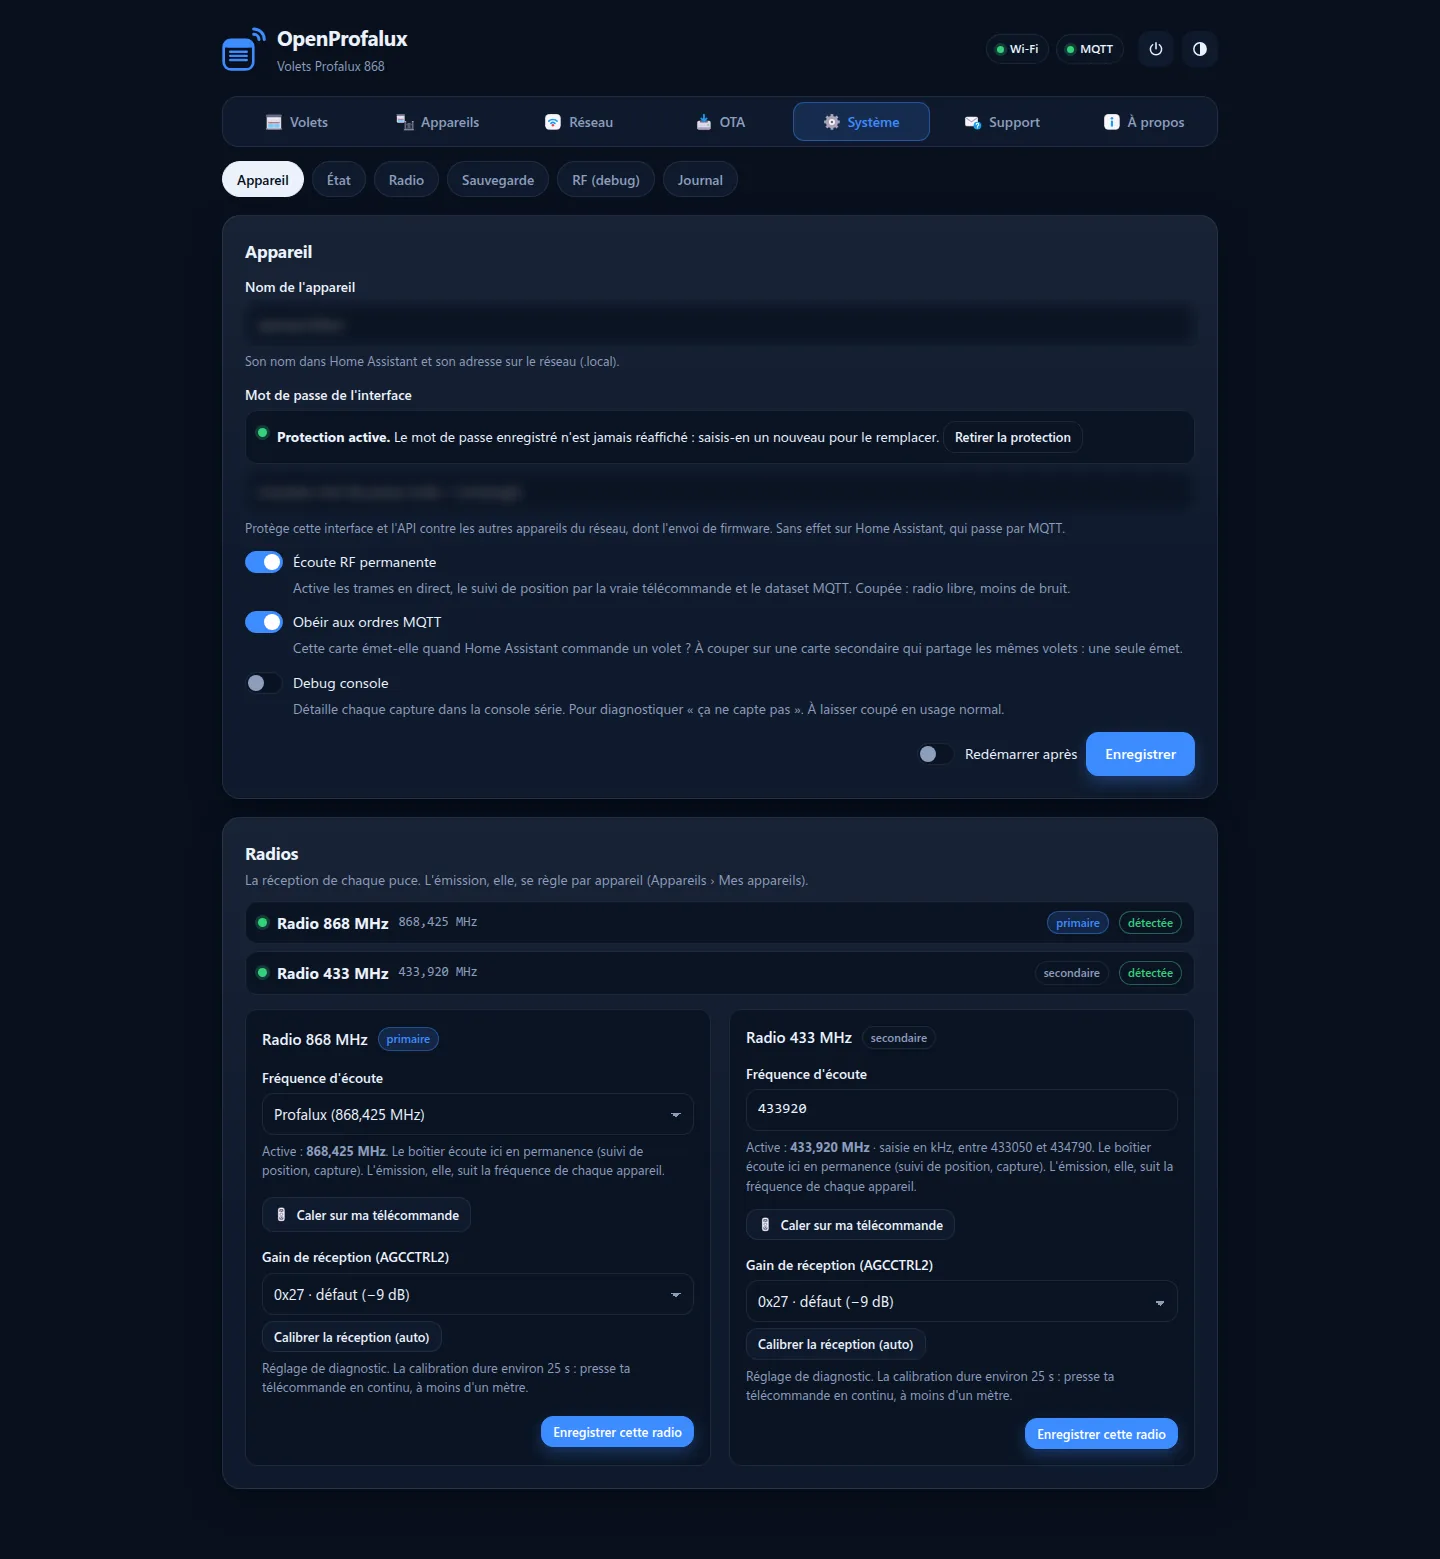 OpenProfalux
Volets Profalux 868
Wi-Fi
MQTT
Volets
Appareils
Réseau
OTA
Système
Support
À propos
Appareil
État
Radio
Sauvegarde
RF (debug)
Journal
Appareil
Nom de l'appareil
Son nom dans Home Assistant et son adresse sur le réseau (.local).
Mot de passe de l'interface
Protection active. Le mot de passe enregistré n'est jamais réaffiché : saisis-en un nouveau pour le remplacer.
Retirer la protection
Protège cette interface et l'API contre les autres appareils du réseau, dont l'envoi de firmware. Sans effet sur Home Assistant, qui passe par MQTT.
Écoute RF permanente
Active les trames en direct, le suivi de position par la vraie télécommande et le dataset MQTT. Coupée : radio libre, moins de bruit.
Obéir aux ordres MQTT
Cette carte émet-elle quand Home Assistant commande un volet ? À couper sur une carte secondaire qui partage les mêmes volets : une seule émet.
Debug console
Détaille chaque capture dans la console série. Pour diagnostiquer « ça ne capte pas ». À laisser coupé en usage normal.
Redémarrer après
Enregistrer
Radios
La réception de chaque puce. L'émission, elle, se règle par appareil (Appareils › Mes appareils).
Radio 868 MHz 868,425 MHz
primaire
détectée
Radio 433 MHz 433,920 MHz
secondaire
détectée
Radio 868 MHz
primaire
Fréquence d'écoute
Profalux (868,425 MHz)
Active : 868,425 MHz. Le boîtier écoute ici en permanence (suivi de
position, capture). L'émission, elle, suit la fréquence de chaque appareil.
Caler sur ma télécommande
Gain de réception (AGCCTRL2)
0x27 · défaut (−9 dB)
Calibrer la réception (auto)
Réglage de diagnostic. La calibration dure environ 25 s : presse ta
télécommande en continu, à moins d'un mètre.
Enregistrer cette radio
Radio 433 MHz
secondaire
Fréquence d'écoute
433920
Active : 433,920 MHz · saisie en kHz, entre 433050 et 434790. Le boîtier
écoute ici en permanence (suivi de position, capture). L'émission, elle, suit la
fréquence de chaque appareil.
Caler sur ma télécommande
Gain de réception (AGCCTRL2)
0x27 · défaut (−9 dB)
Calibrer la réception (auto)
Réglage de diagnostic. La calibration dure environ 25 s : presse ta
télécommande en continu, à moins d'un mètre.
Enregistrer cette radio